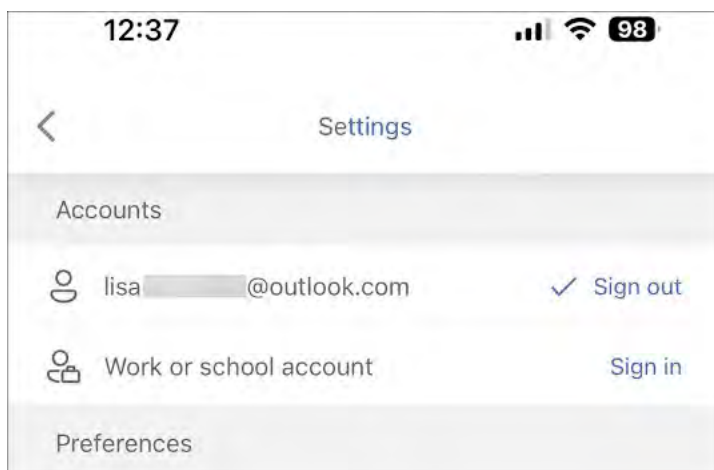 12:37 98
Settings
Accounts
lisa @outlook.com Sign out
Work or school account Sign in
Preferences